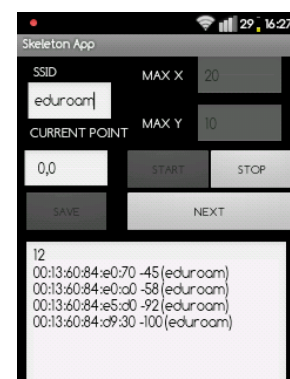 29 16:27
Skeleton App
SSID
MAX X
20
eduroam
CURRENT POINT
MAX Y
10
0,0
START
STOP
SAVE
NEXT
12
00:13:60:84:e0:70 -45 (eduroam)
00:13:60:84:e0:a0 -58 (eduroam)
00:13:60:84:e5:d0 -92 (eduroam)
00:13:60:84:d9:30 -100 (eduroam)